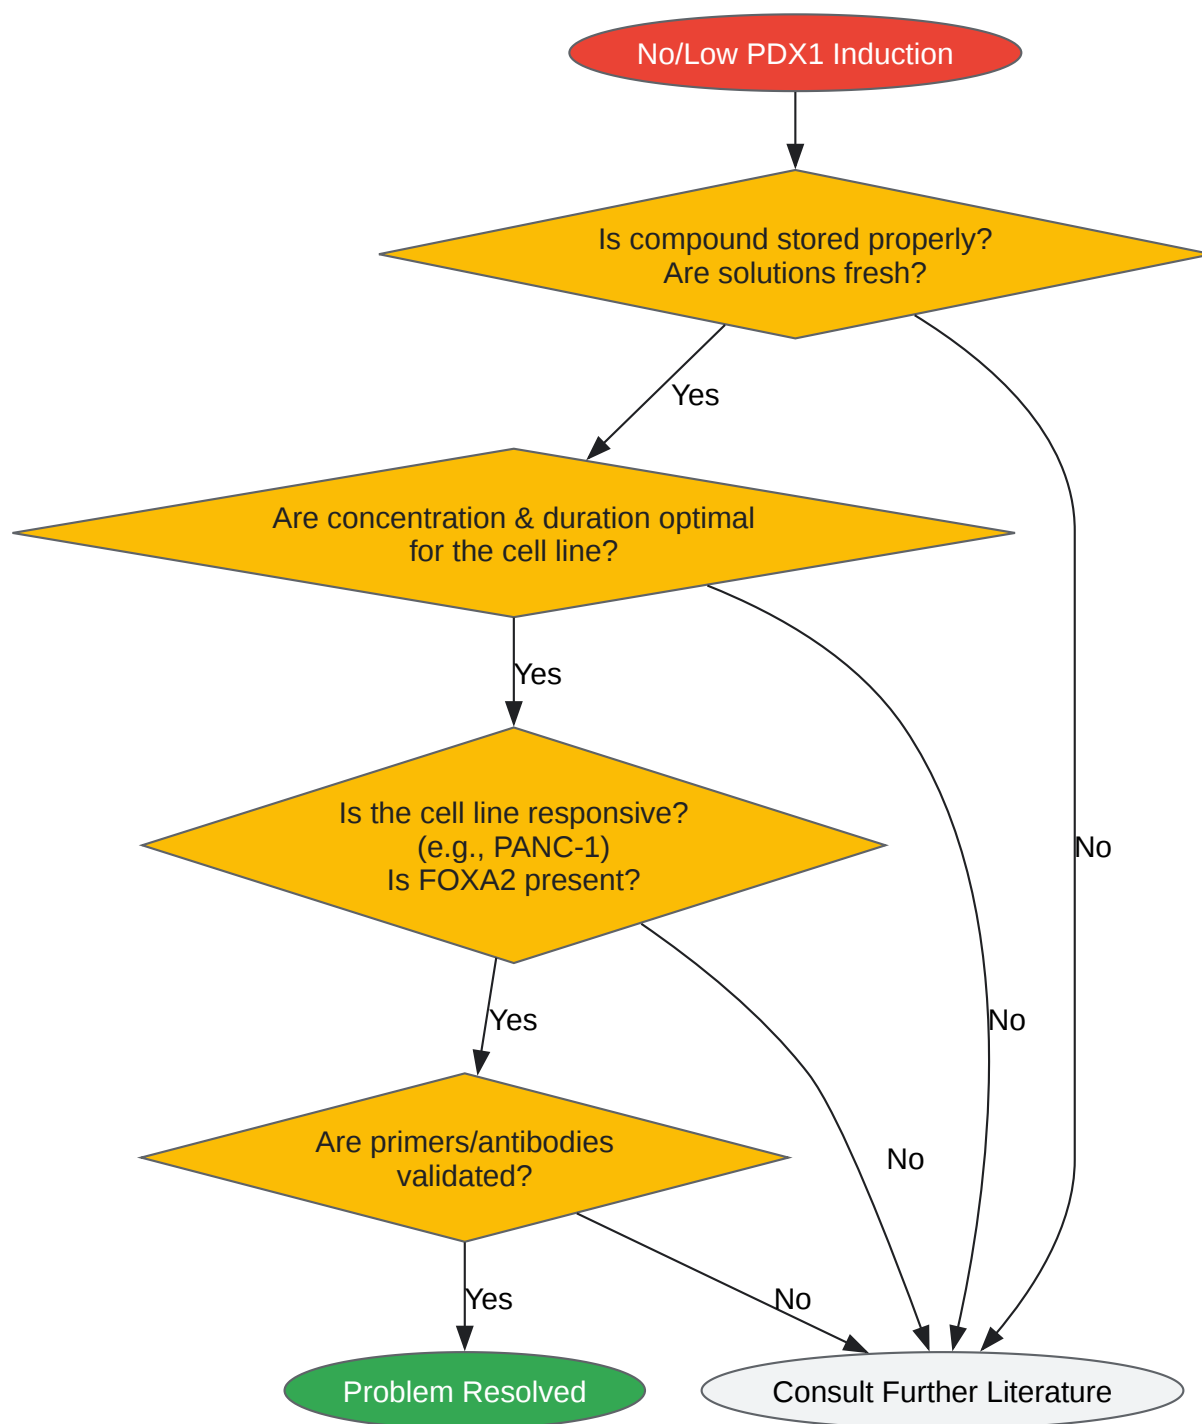 No/Low PDX1 Induction
Is compound stored properly?
Are solutions fresh?
Yes
Are concentration & duration optimal
for the cell line?
Yes
Is the cell line responsive?
(e.g., PANC-1)
Is FOXA2 present?
No
Yes
No
Are primers/antibodies
validated?
No
Yes
No
Problem Resolved
Consult Further Literature